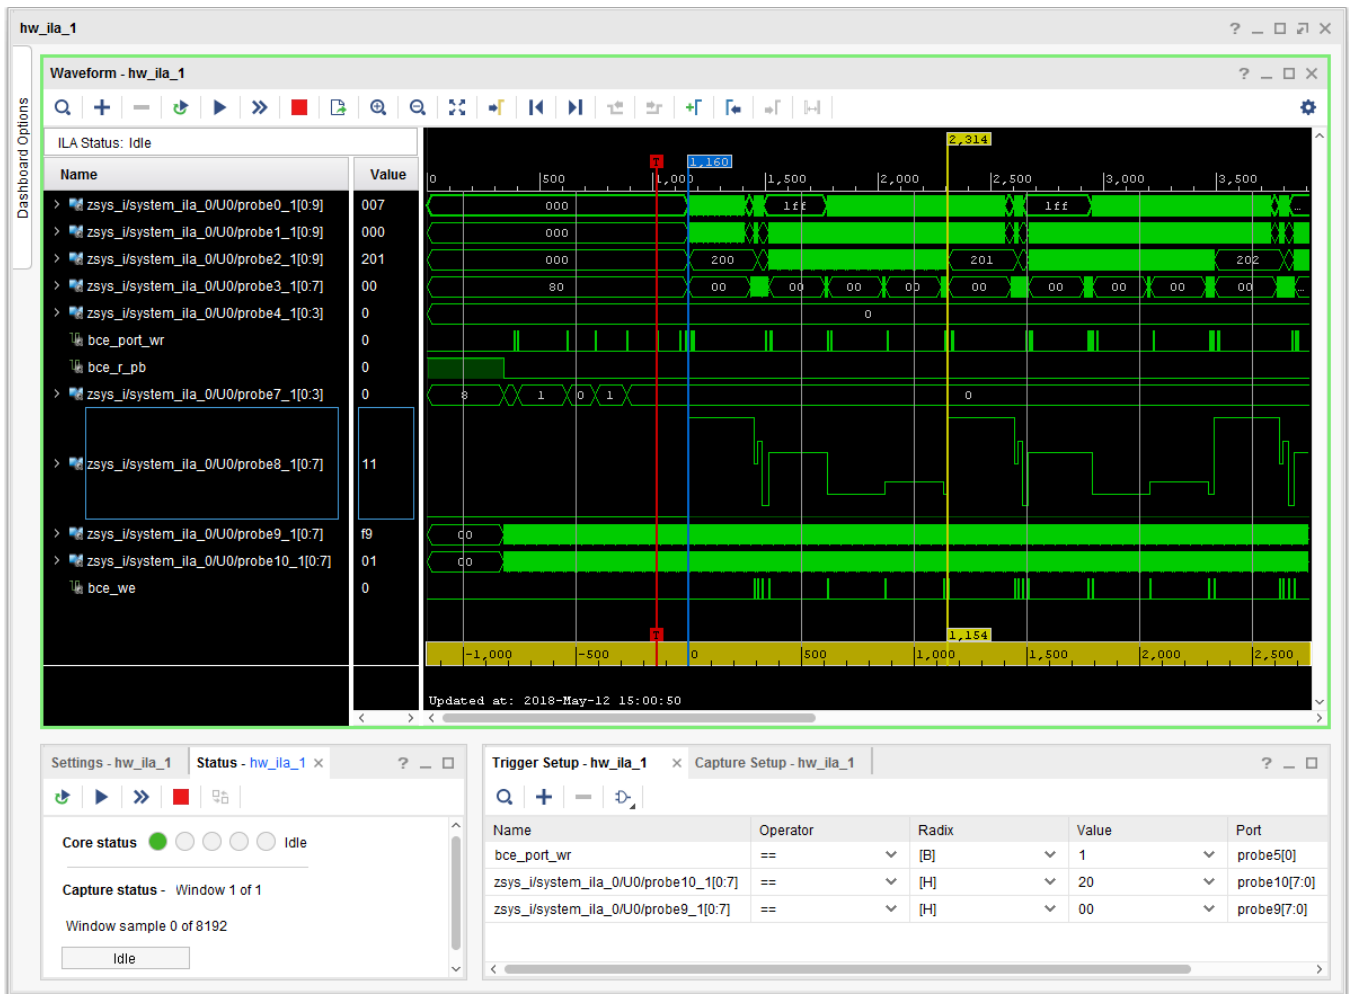 hw_ila_1
Dashboard Options
Waveform - hw_ila_1
ILA Status: Idle
2,314
T 1,160
Name Value
0 500 1,000 1,500 2,000 2,500 3,000 3,500
zsys_i/system_ila_0/U0/probe0_1[0:9] 007 000 1ff 1ff ...
zsys_i/system_ila_0/U0/probe1_1[0:9] 000 000
zsys_i/system_ila_0/U0/probe2_1[0:9] 201 000 200 201 202
zsys_i/system_ila_0/U0/probe3_1[0:7] 00 80 00 00 00 00 00 00 00 00 00 ...
zsys_i/system_ila_0/U0/probe4_1[0:3] 0 0
bce_port_wr 0
bce_r_pb 0
zsys_i/system_ila_0/U0/probe7_1[0:3] 0 8 1 0 1 0
zsys_i/system_ila_0/U0/probe8_1[0:7] 11
zsys_i/system_ila_0/U0/probe9_1[0:7] f9 00
zsys_i/system_ila_0/U0/probe10_1[0:7] 01 00
bce_we 0
T 1,154
-1,000 -500 0 500 1,000 1,500 2,000 2,500
Updated at: 2018-May-12 15:00:50
Settings - hw_ila_1 Status - hw_ila_1
Core status Idle
Capture status - Window 1 of 1
Window sample 0 of 8192
Idle
Trigger Setup - hw_ila_1 Capture Setup - hw_ila_1
Name Operator Radix Value Port
bce_port_wr == [B] 1 probe5[0]
zsys_i/system_ila_0/U0/probe10_1[0:7] == [H] 20 probe10[7:0]
zsys_i/system_ila_0/U0/probe9_1[0:7] == [H] 00 probe9[7:0]